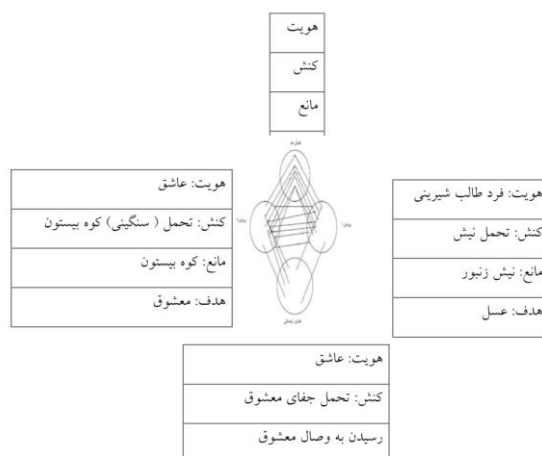 هویت
کنش
مانع
هویت: عاشق
کنش: تحمل ( سنگینی) کوه بیستون
مانع: کوه بیستون
هدف: معشوق
هویت: فرد طالب شیرینی
کنش: تحمل نیش
مانع: نیش زنبور
هدف: عسل
هویت: عاشق
کنش: تحمل جفای معشوق
رسیدن به وصال معشوق